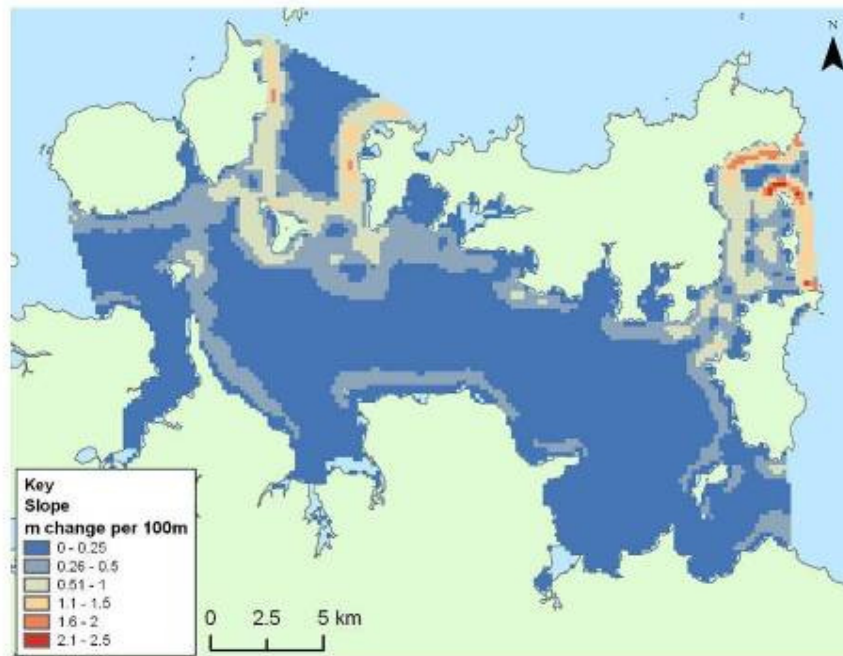 N
Key
Slope
m change per 100m
0 - 0.25
0.26 - 0.5
0.51 - 1
1.1 - 1.5
1.6 - 2
2.1 - 2.5
0 2.5 5 km